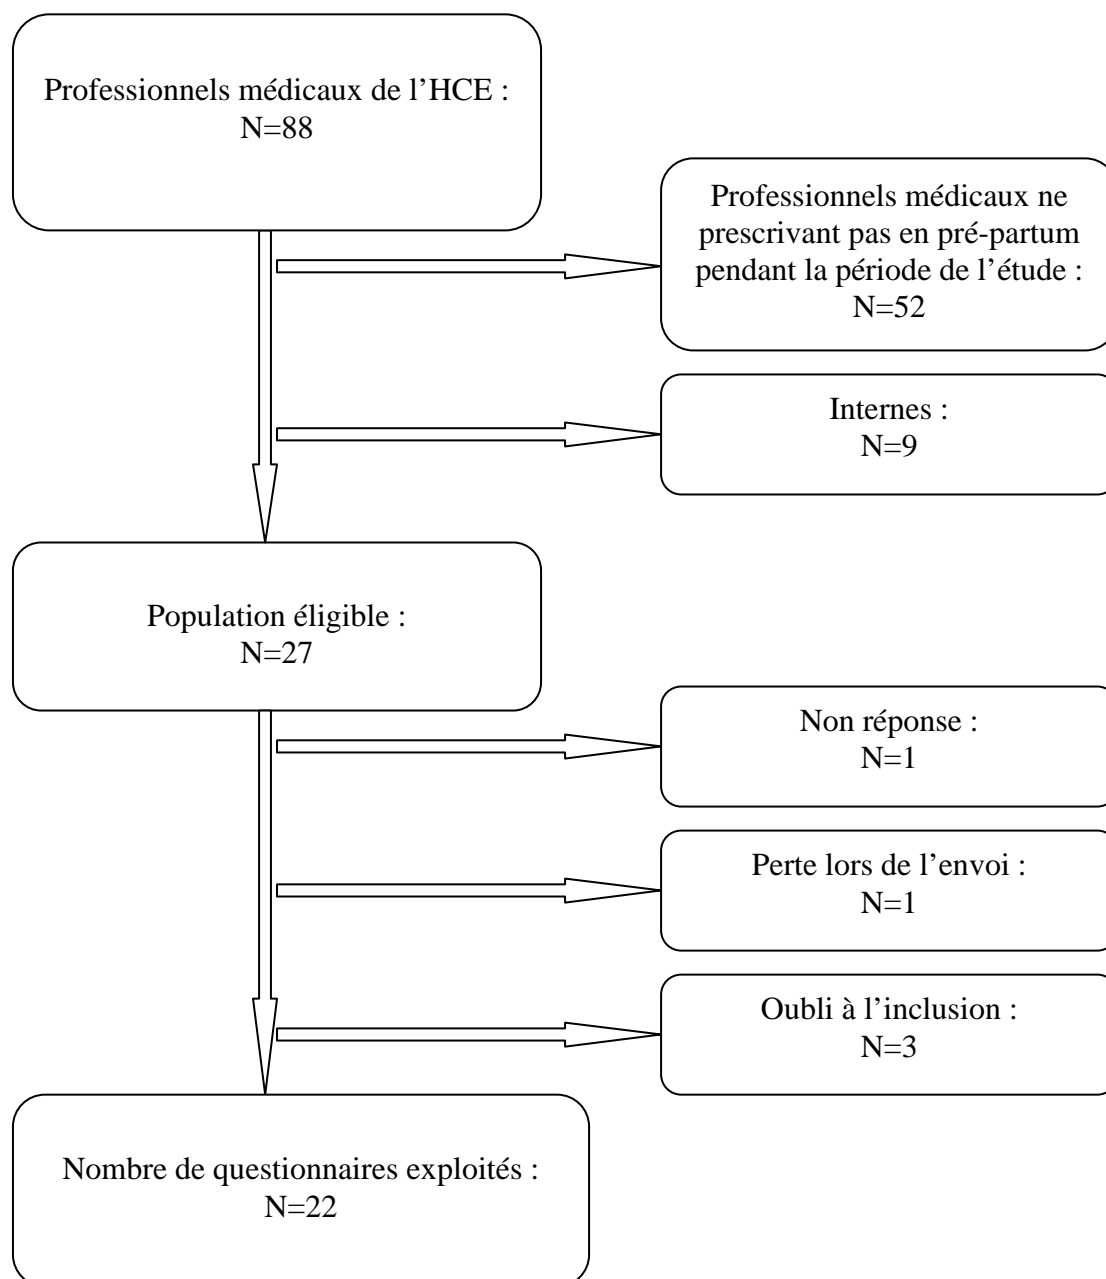 Professionnels médicaux de l’HCE :
N=88
Professionnels médicaux ne
prescrivant pas en pré-partum
pendant la période de l’étude :
N=52
Internes :
N=9
Population éligible :
N=27
Non réponse :
N=1
Perte lors de l’envoi :
N=1
Oubli à l’inclusion :
N=3
Nombre de questionnaires exploités :
N=22